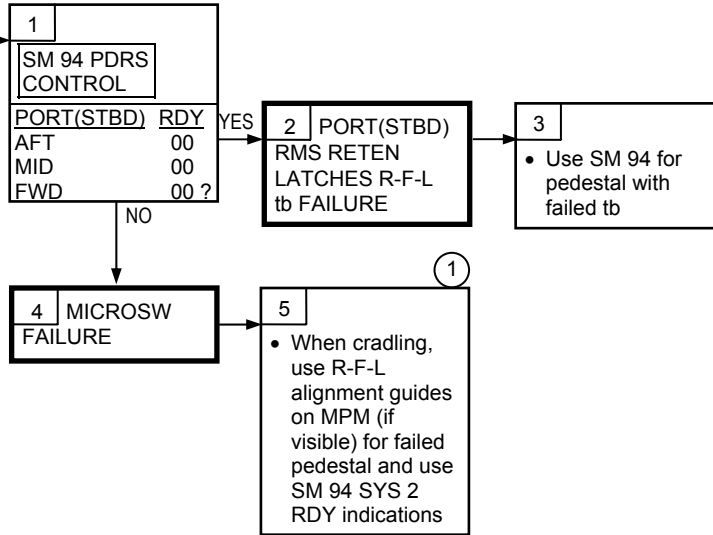 1
SM 94 PDRS
CONTROL
PORT(STBD) RDY
AFT 00
MID 00
FWD 00 ?
YES
NO
2 PORT(STBD)
RMS RETEN
LATCHES R-F-L
tb FAILURE
3
• Use SM 94 for
pedestal with
failed tb
4 MICROSW
FAILURE
1
5
• When cradling,
use R-F-L
alignment guides
on MPM (if
visible) for failed
pedestal and use
SM 94 SYS 2
RDY indications